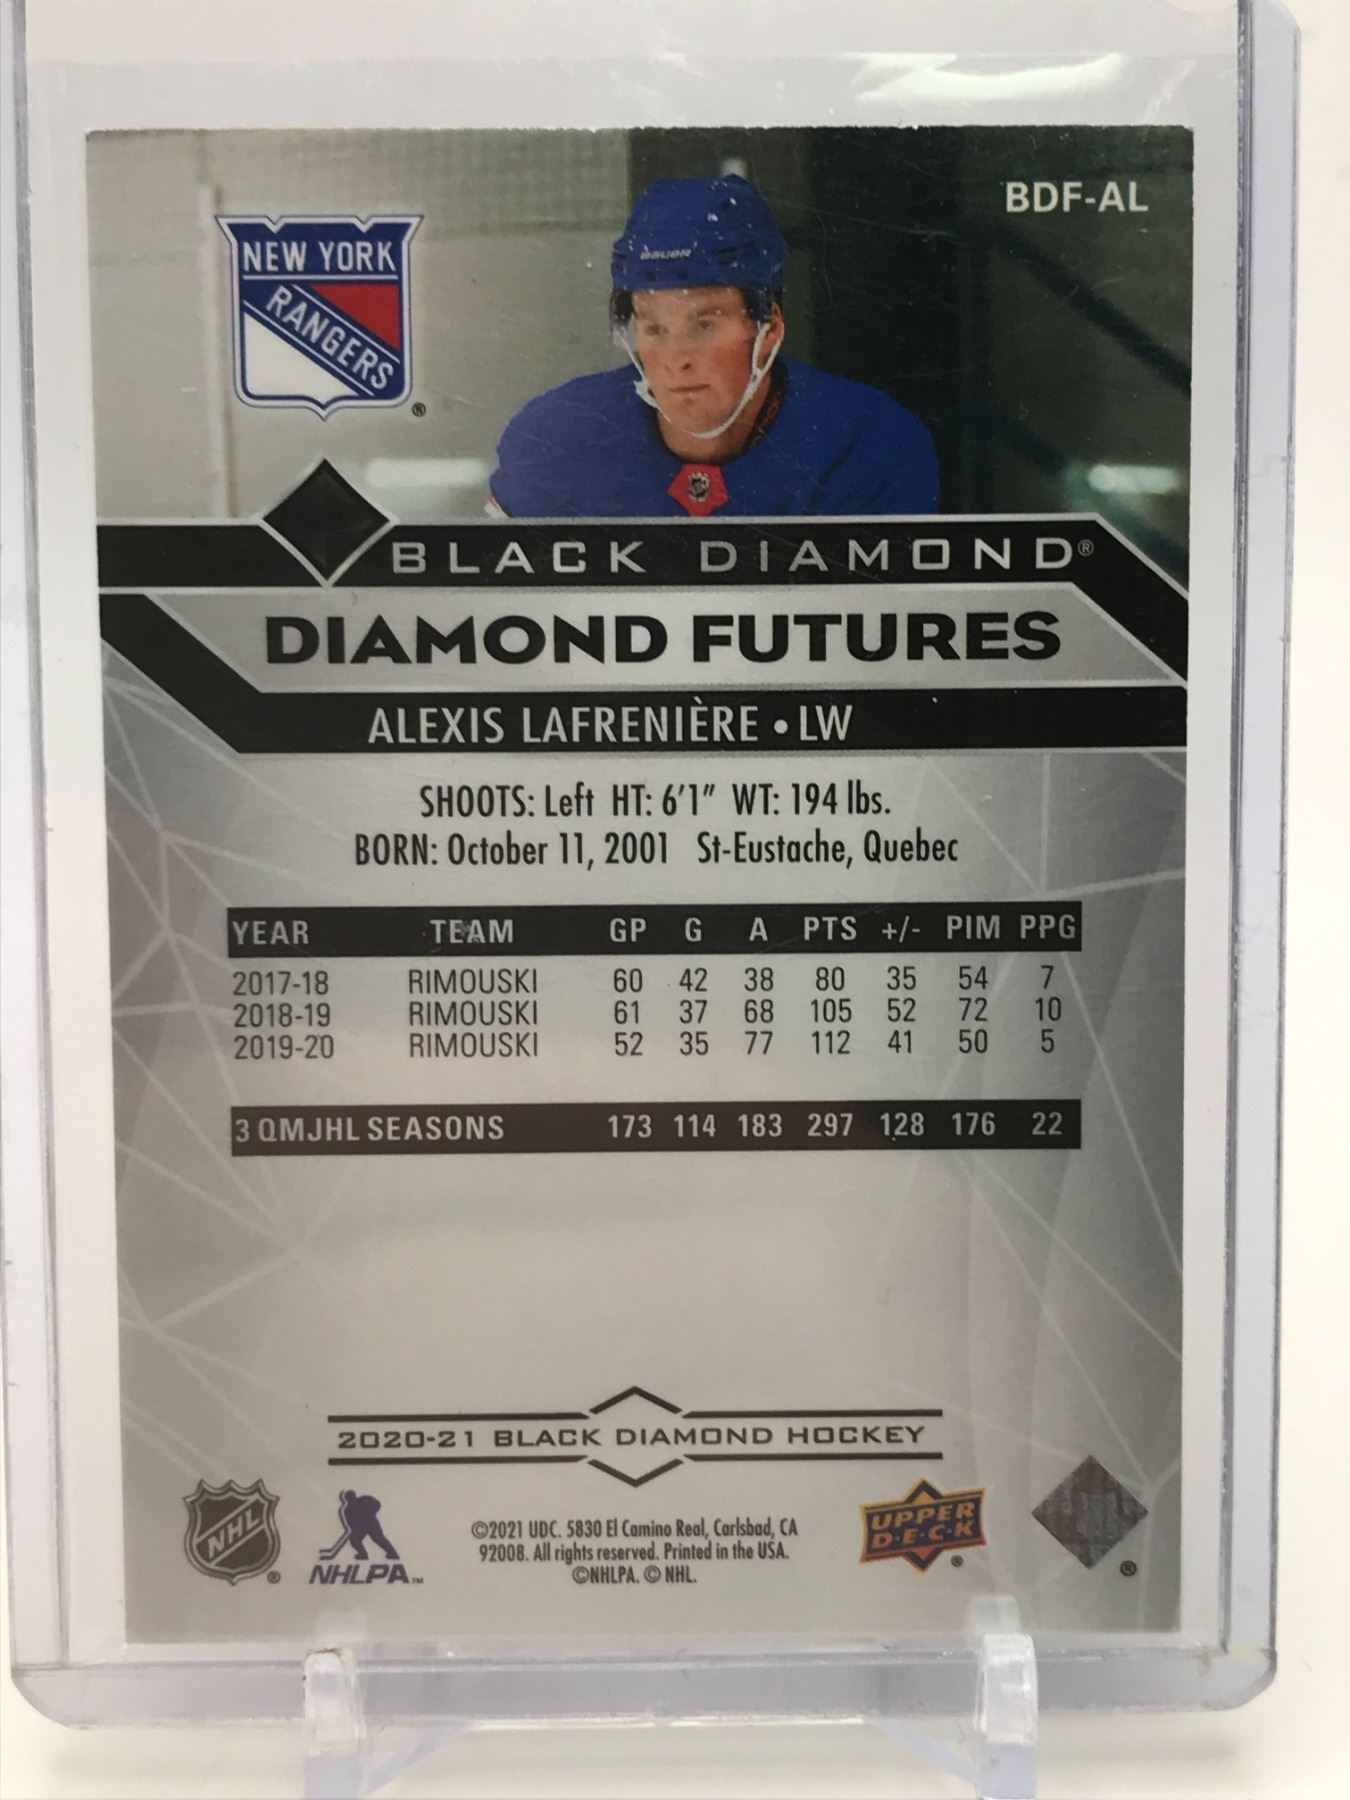 BDF-AL
NEW YORK
RANGERS
®
BAUER
BLACK DIAMOND®
DIAMOND FUTURES
ALEXIS LAFRENIÈRE • LW
SHOOTS: Left HT: 6'1" WT: 194 lbs.
BORN: October 11, 2001 St-Eustache, Quebec
YEAR TEAM GP G A PTS +/- PIM PPG
2017-18 RIMOUSKI 60 42 38 80 35 54 7
2018-19 RIMOUSKI 61 37 68 105 52 72 10
2019-20 RIMOUSKI 52 35 77 112 41 50 5
3 QMJHL SEASONS 173 114 183 297 128 176 22
2020-21 BLACK DIAMOND HOCKEY
NHL ®
NHLPA™
©2021 UDC. 5830 El Camino Real, Carlsbad, CA
92008. All rights reserved. Printed in the USA.
©NHLPA. © NHL.
UPPER
D•E•C•K ®
®